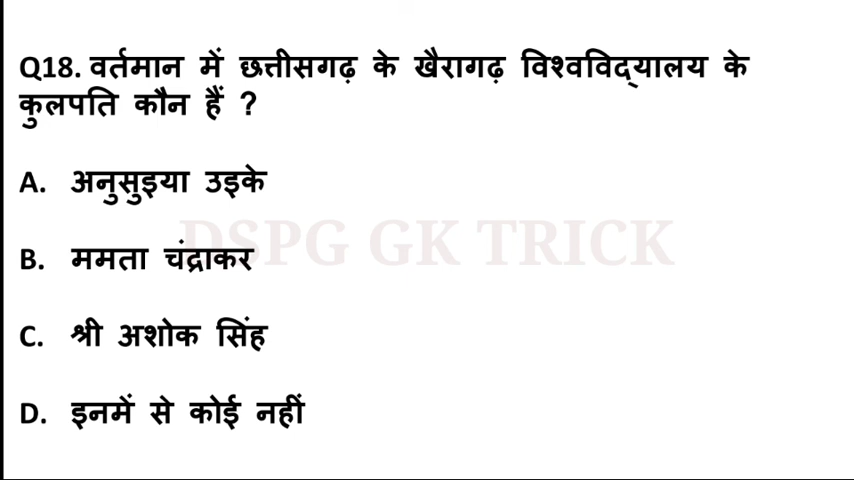 Q18. वर्तमान में छत्तीसगढ़ के खैरागढ़ विश्वविद्यालय के
कुलपति कौन हैं ?
A. अनुसुइया उइके
DSPG GK TRICK
B. ममता चंद्राकर
C. श्री अशोक सिंह
D. इनमें से कोई नहीं